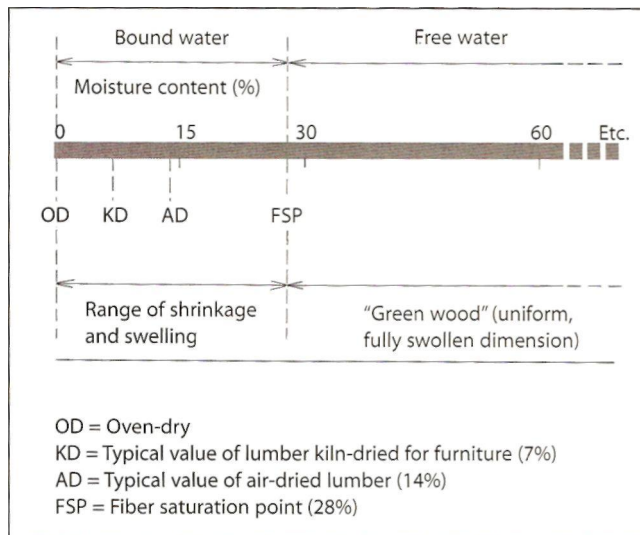 Bound water Free water
Moisture content (%)
0 15 30 60 Etc.
OD KD AD FSP
Range of shrinkage
and swelling
"Green wood" (uniform,
fully swollen dimension)
OD = Oven-dry
KD = Typical value of lumber kiln-dried for furniture (7%)
AD = Typical value of air-dried lumber (14%)
FSP = Fiber saturation point (28%)